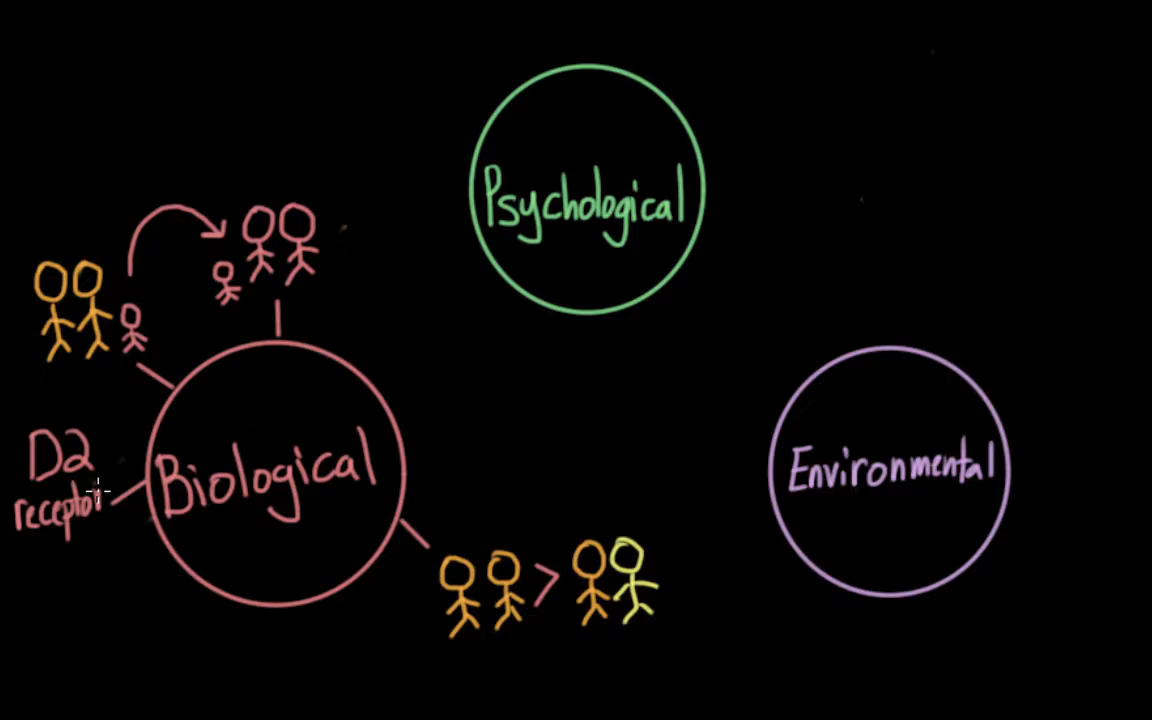 Psychological
D2
receptor
Biological
>
Environmental